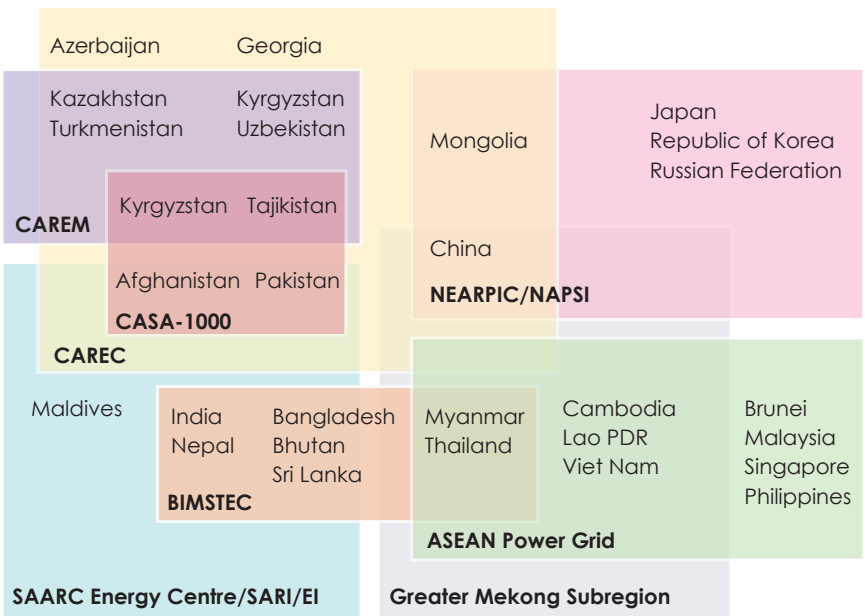 Azerbaijan Georgia
Kazakhstan Kyrgyzstan
Turkmenistan Uzbekistan
Kyrgyzstan Tajikistan
CAREM
Afghanistan Pakistan
CASA-1000
CAREC
Mongolia
Japan
Republic of Korea
Russian Federation
China
NEARPIC/NAPSI
Maldives
India Bangladesh
Nepal Bhutan
Sri Lanka
BIMSTEC
Myanmar
Thailand
Cambodia
Lao PDR
Viet Nam
Brunei
Malaysia
Singapore
Philippines
ASEAN Power Grid
SAARC Energy Centre/SARI/EI
Greater Mekong Subregion